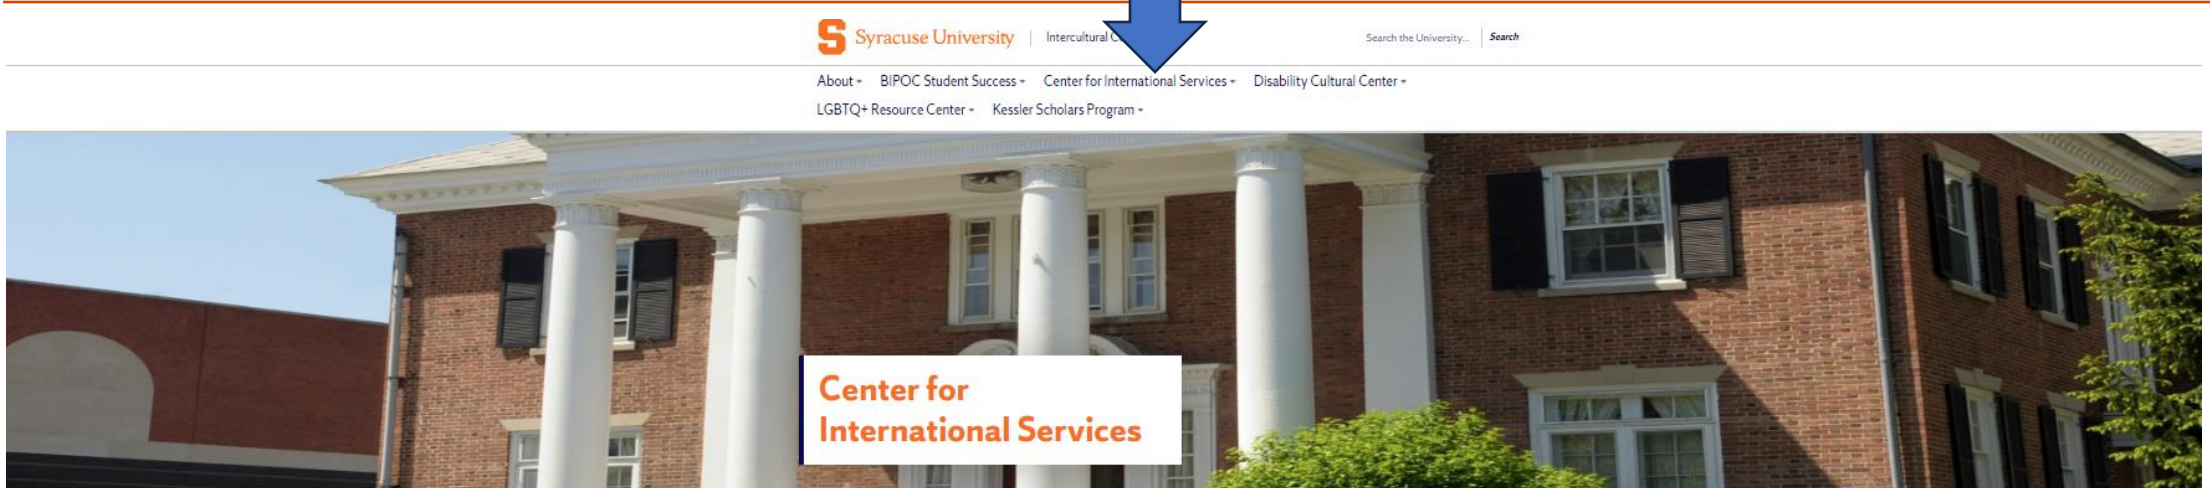 S Syracuse University | Intercultural
Search the University... Search
About BIPOC Student Success Center for International Services Disability Cultural Center
LGBTQ+ Resource Center Kessler Scholars Program
Center for
International Services